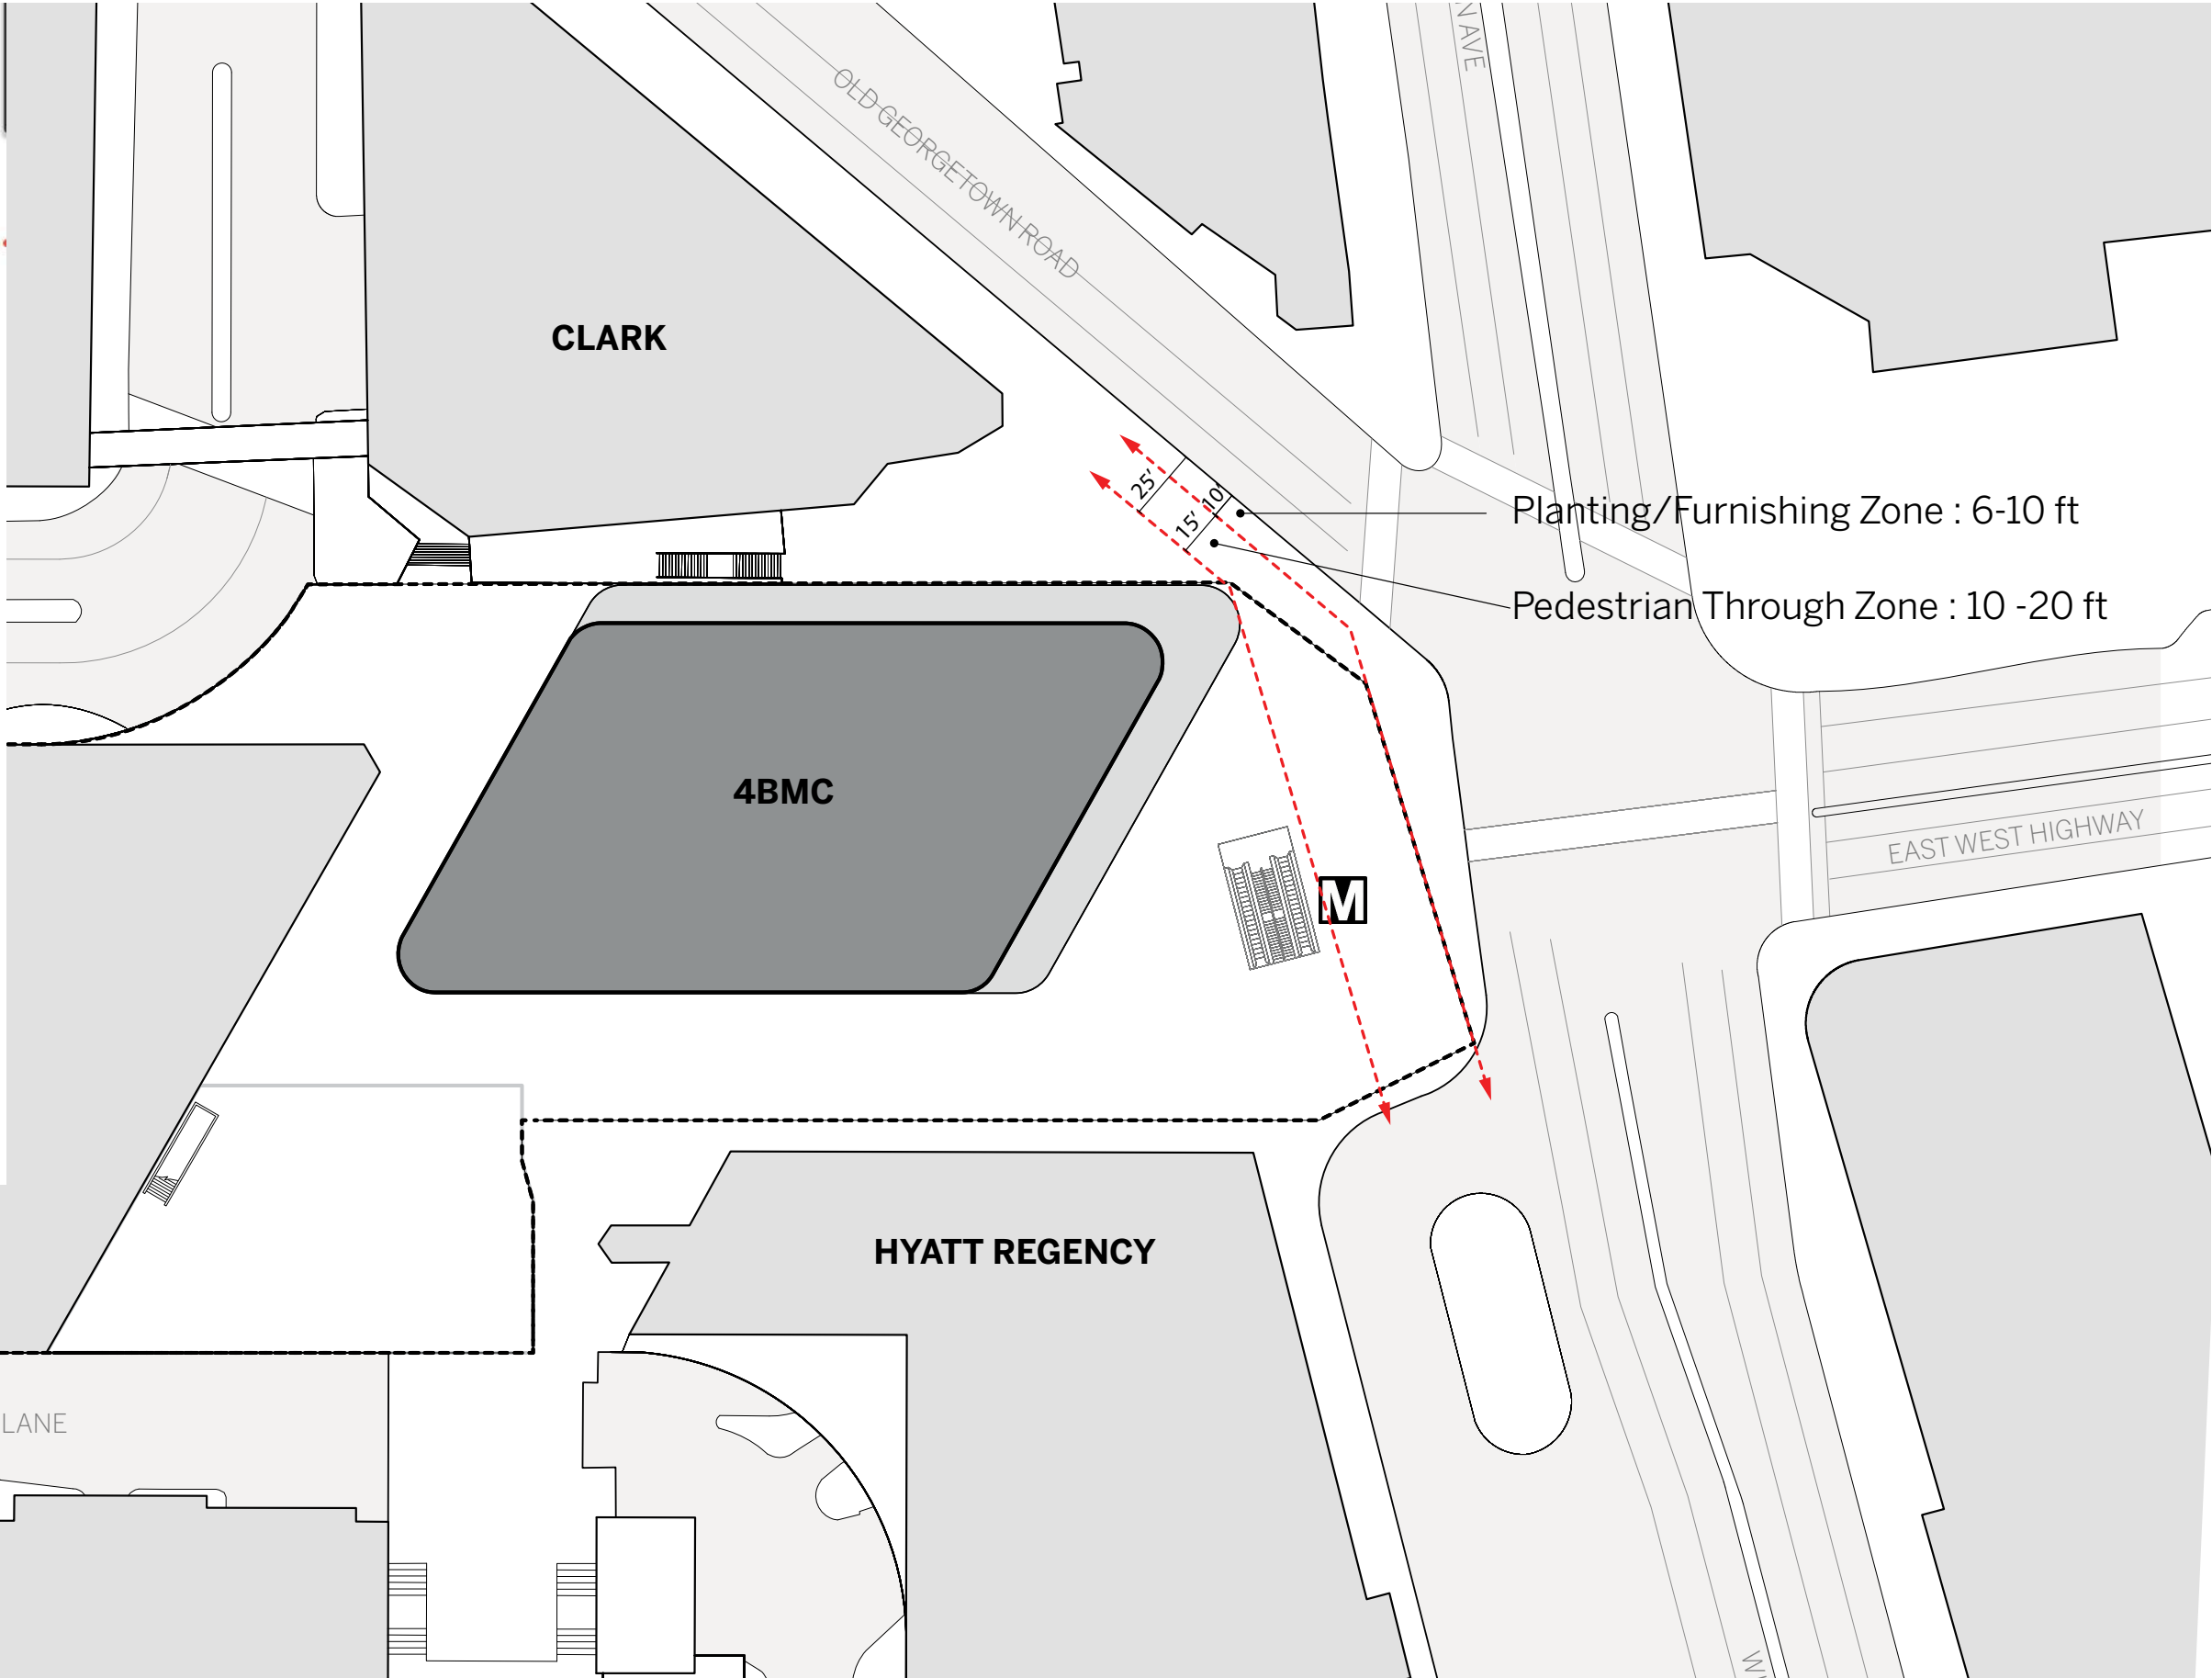 N AVE
OLD GEORGETOWN ROAD
CLARK
25'
10'
15'
Planting/Furnishing Zone : 6-10 ft
Pedestrian Through Zone : 10 -20 ft
4BMC
EAST WEST HIGHWAY
M
HYATT REGENCY
LANE
W